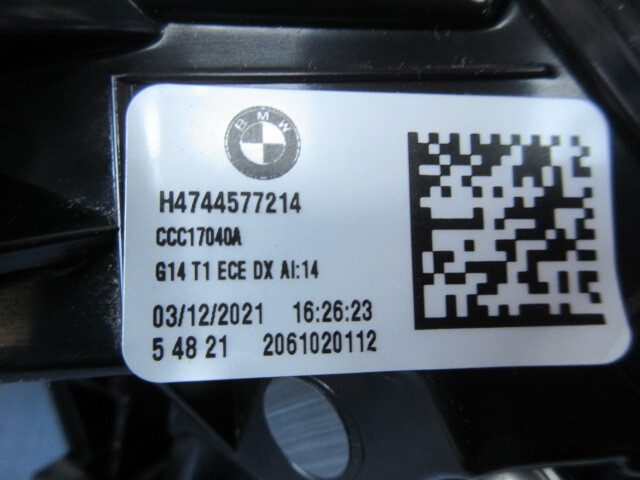 BMW
H4744577214
CCC17040A
G14 T1 ECE DX AI:14
03/12/2021 16:26:23
5 48 21 2061020112